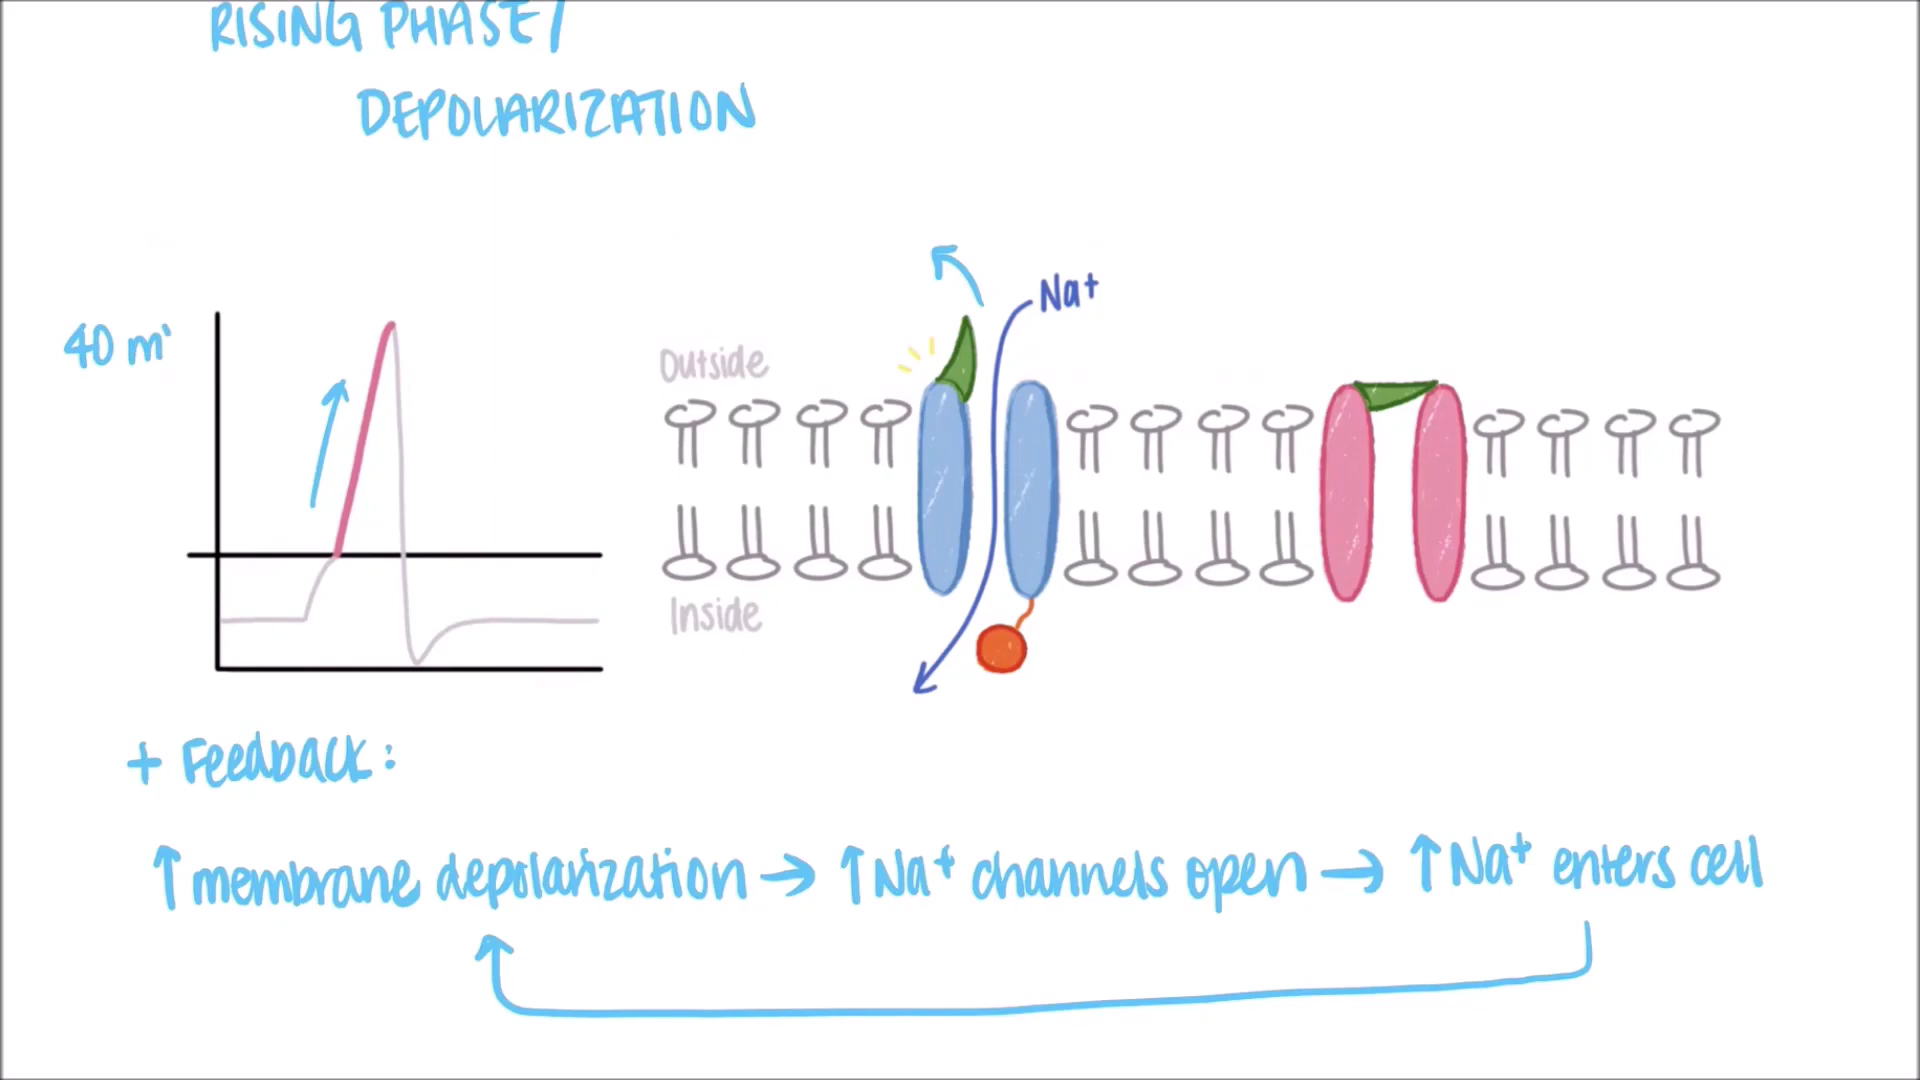 RISING PHASE/
DEPOLARIZATION
Na+
40 m
Outside
Inside
+ Feedback:
↑ membrane depolarization → ↑ Na+ channels open → ↑ Na+ enters cell